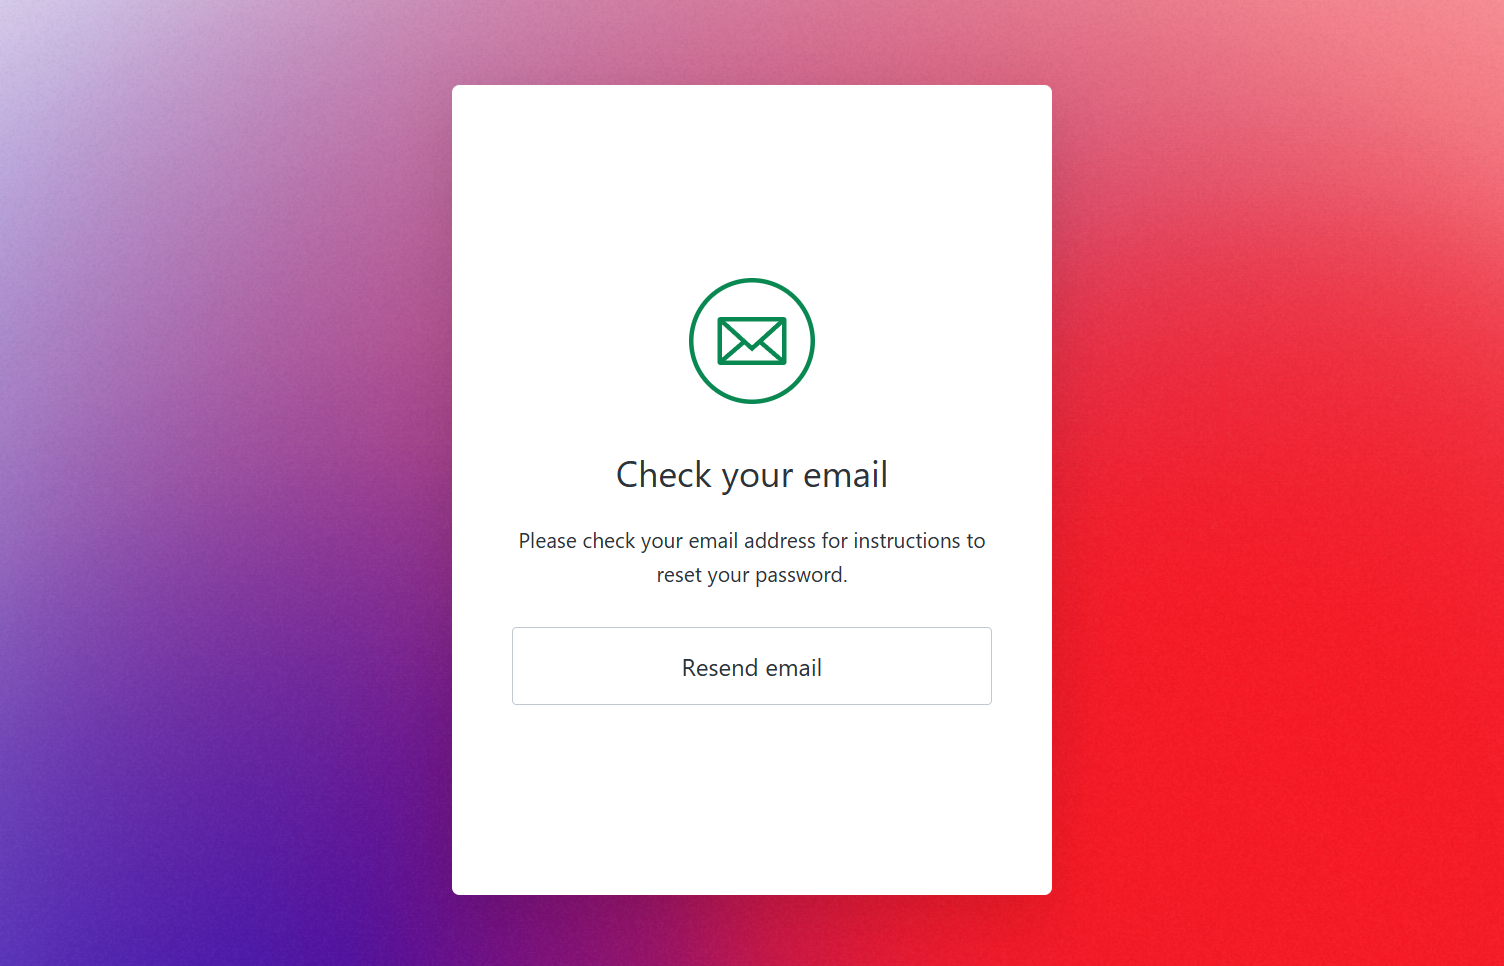 Check your email
Please check your email address for instructions to
reset your password.
Resend email